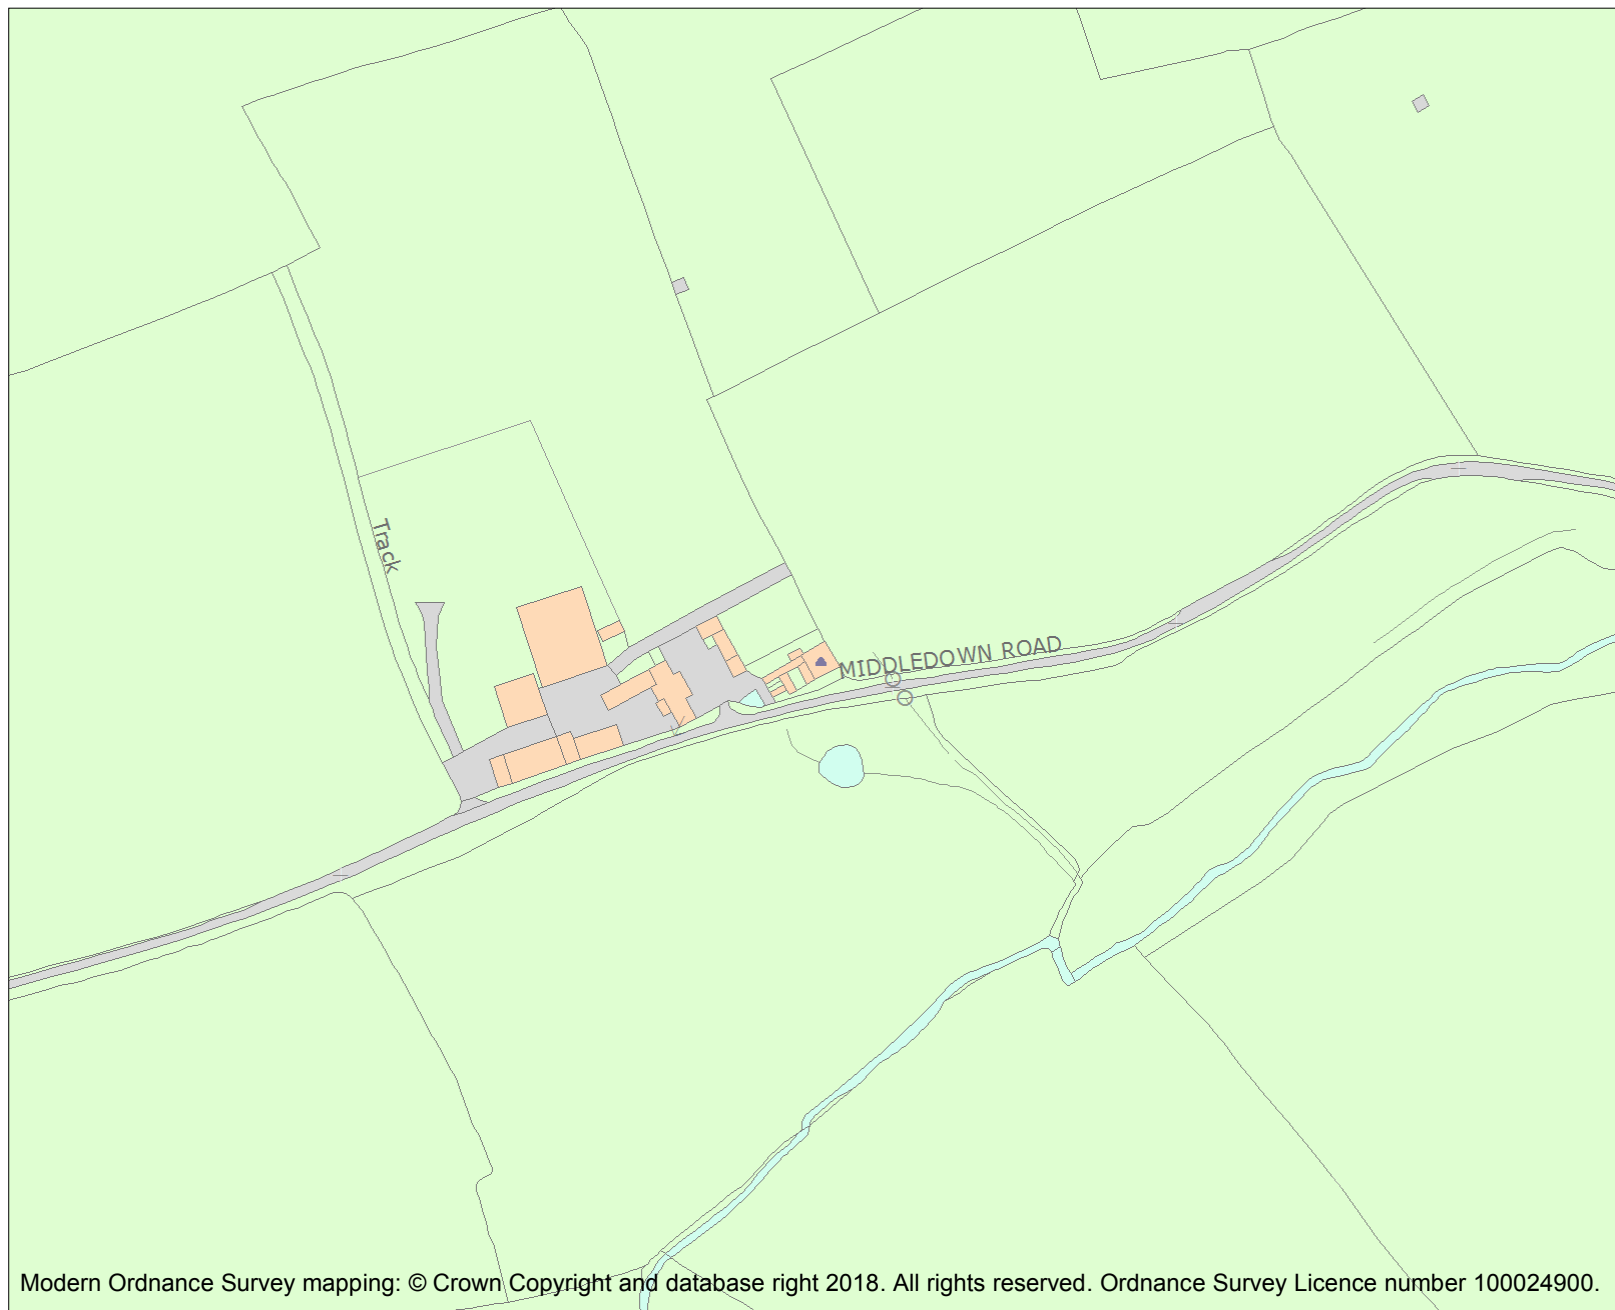 Track
MIDDLEDOWN ROAD
Modern Ordnance Survey mapping: © Crown Copyright and database right 2018. All rights reserved. Ordnance Survey Licence number 100024900.